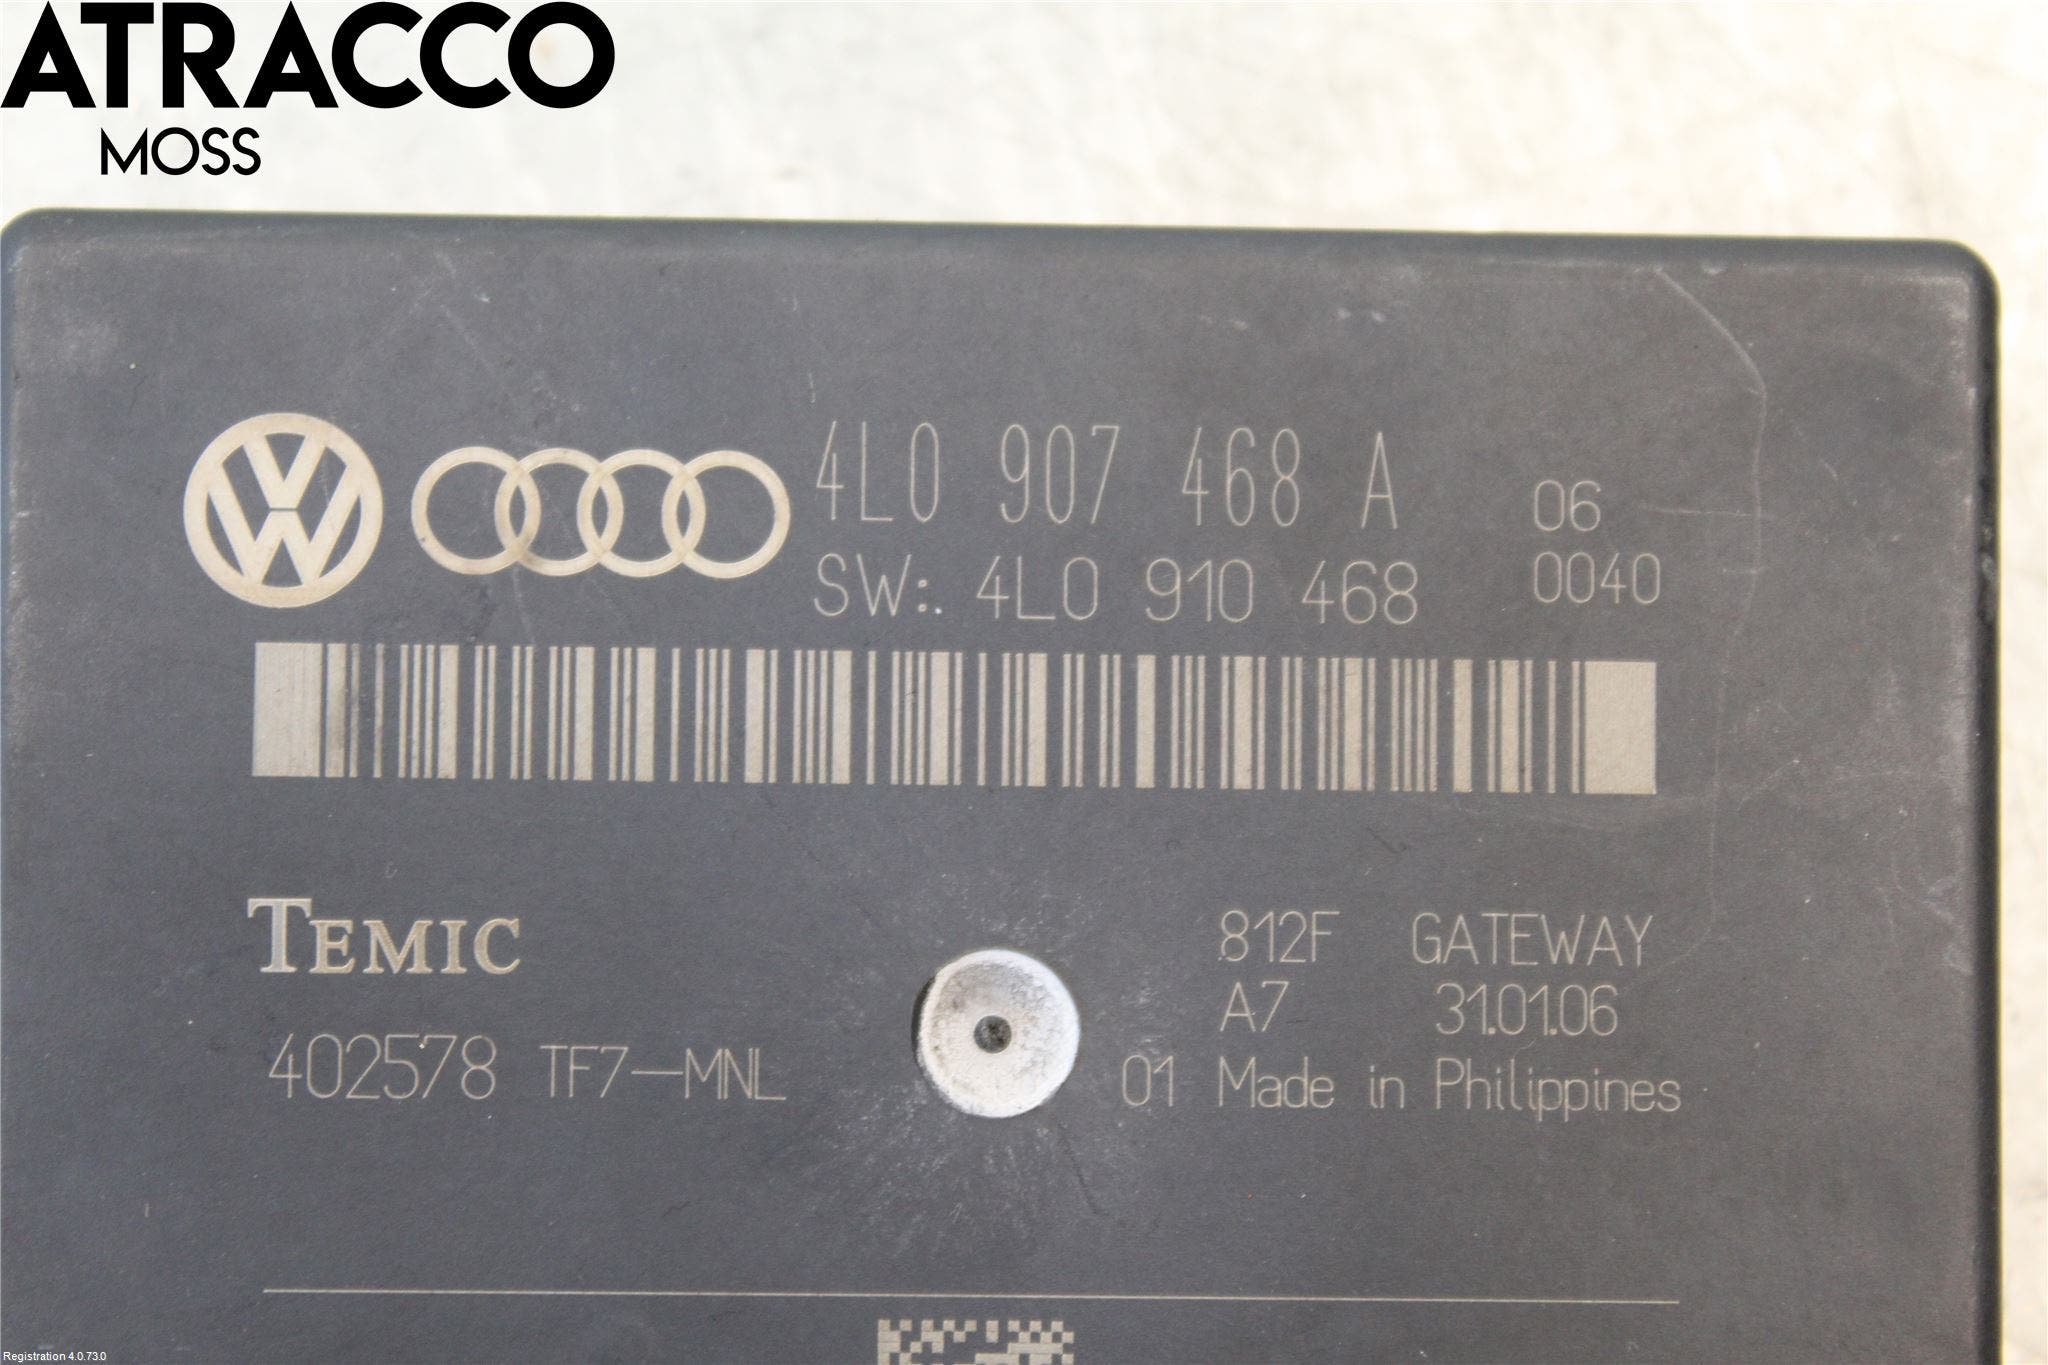 ATRACCO
MOSS
4L0 907 468 A 06
SW: 4L0 910 468 0040
TEMIC
812F GATEWAY
A7 31.01.06
402578 TF7-MNL
01 Made in Philippines
Registration 4.0.73.0